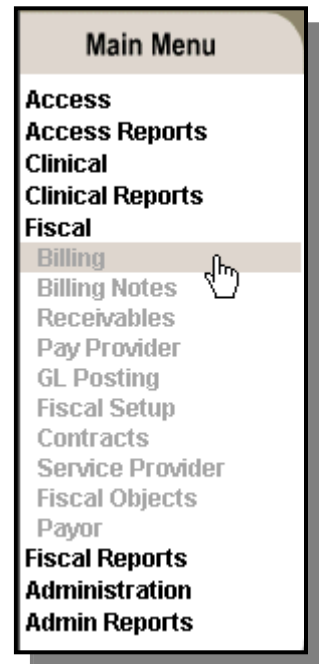 Main Menu
Access
Access Reports
Clinical
Clinical Reports
Fiscal
Billing
Billing Notes
Receivables
Pay Provider
GL Posting
Fiscal Setup
Contracts
Service Provider
Fiscal Objects
Payor
Fiscal Reports
Administration
Admin Reports